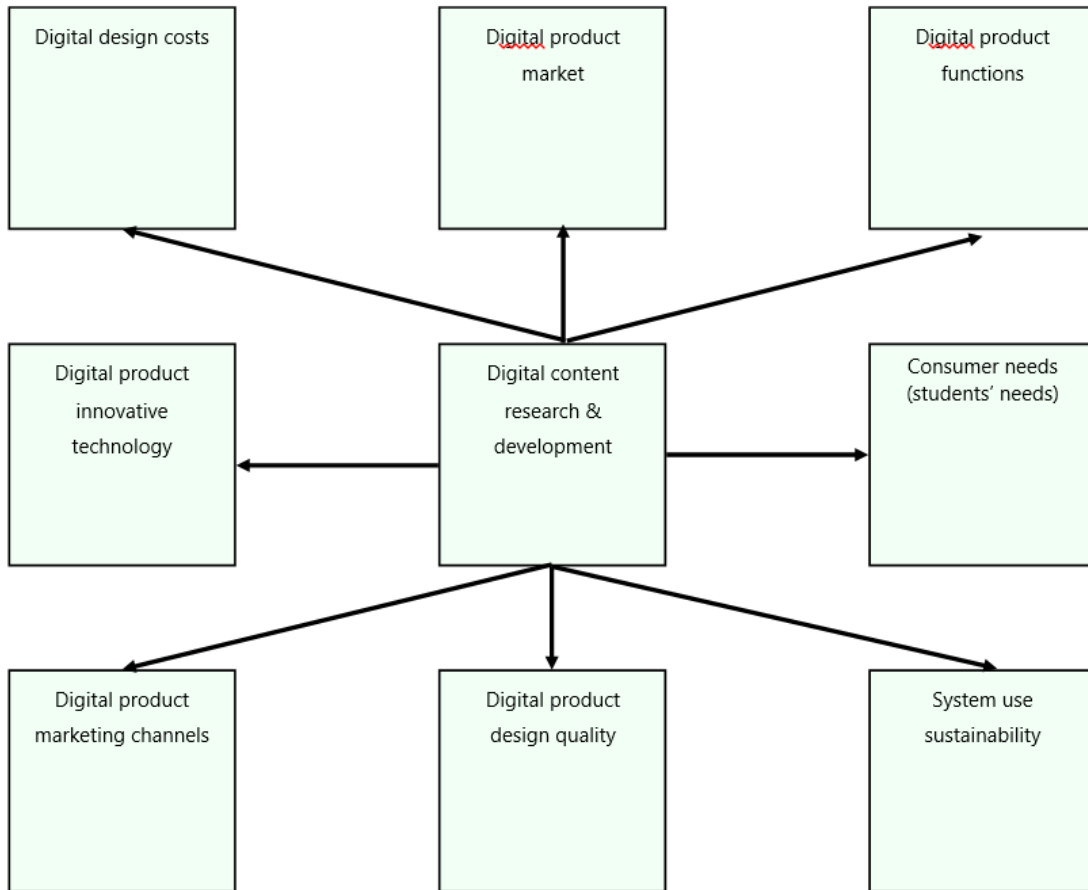 Digital design costs
Digital product
market
Digital product
functions
Digital product
innovative
technology
Digital content
research &
development
Consumer needs
(students’ needs)
Digital product
marketing channels
Digital product
design quality
System use
sustainability